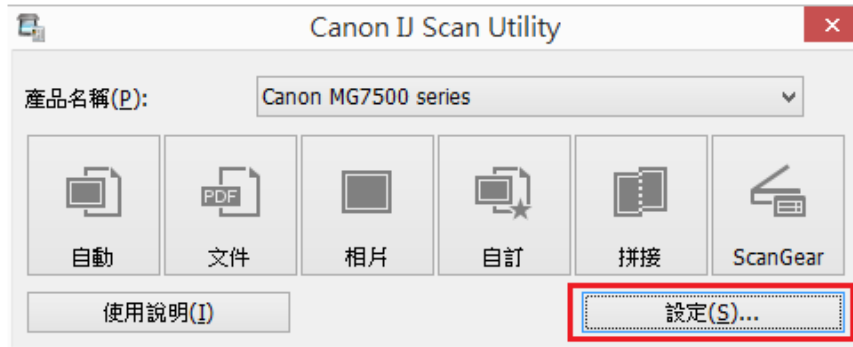 Canon IJ Scan Utility
產品名稱(P): Canon MG7500 series
PDF
自動 文件 相片 自訂 拼接 ScanGear
使用說明(I) 設定(S)...